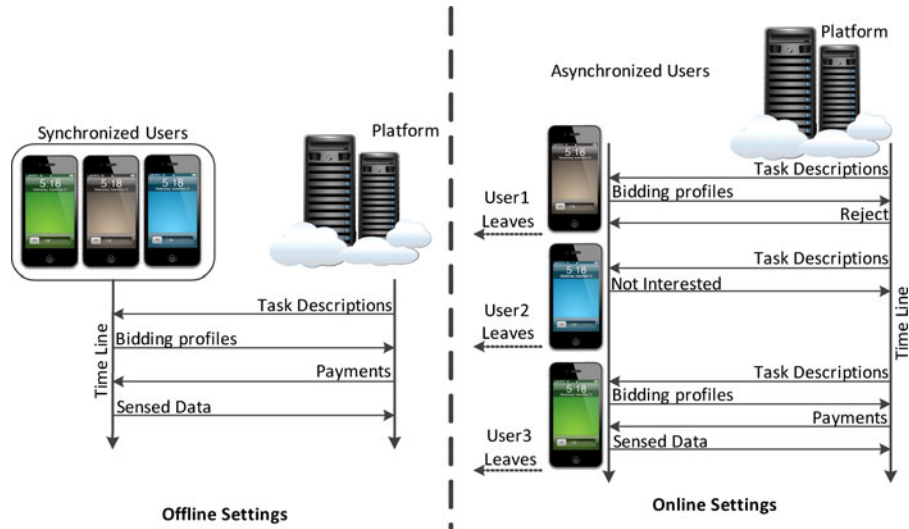 Synchronized Users
Platform
5:18
5:18
5:18
Task Descriptions
Bidding profiles
Payments
Sensed Data
Time Line
Offline Settings
Platform
Asynchronized Users
5:18
Task Descriptions
Bidding profiles
Reject
User1
Leaves
5:18
Task Descriptions
Not Interested
User2
Leaves
5:18
Task Descriptions
Bidding profiles
Payments
Sensed Data
User3
Leaves
Time Line
Online Settings